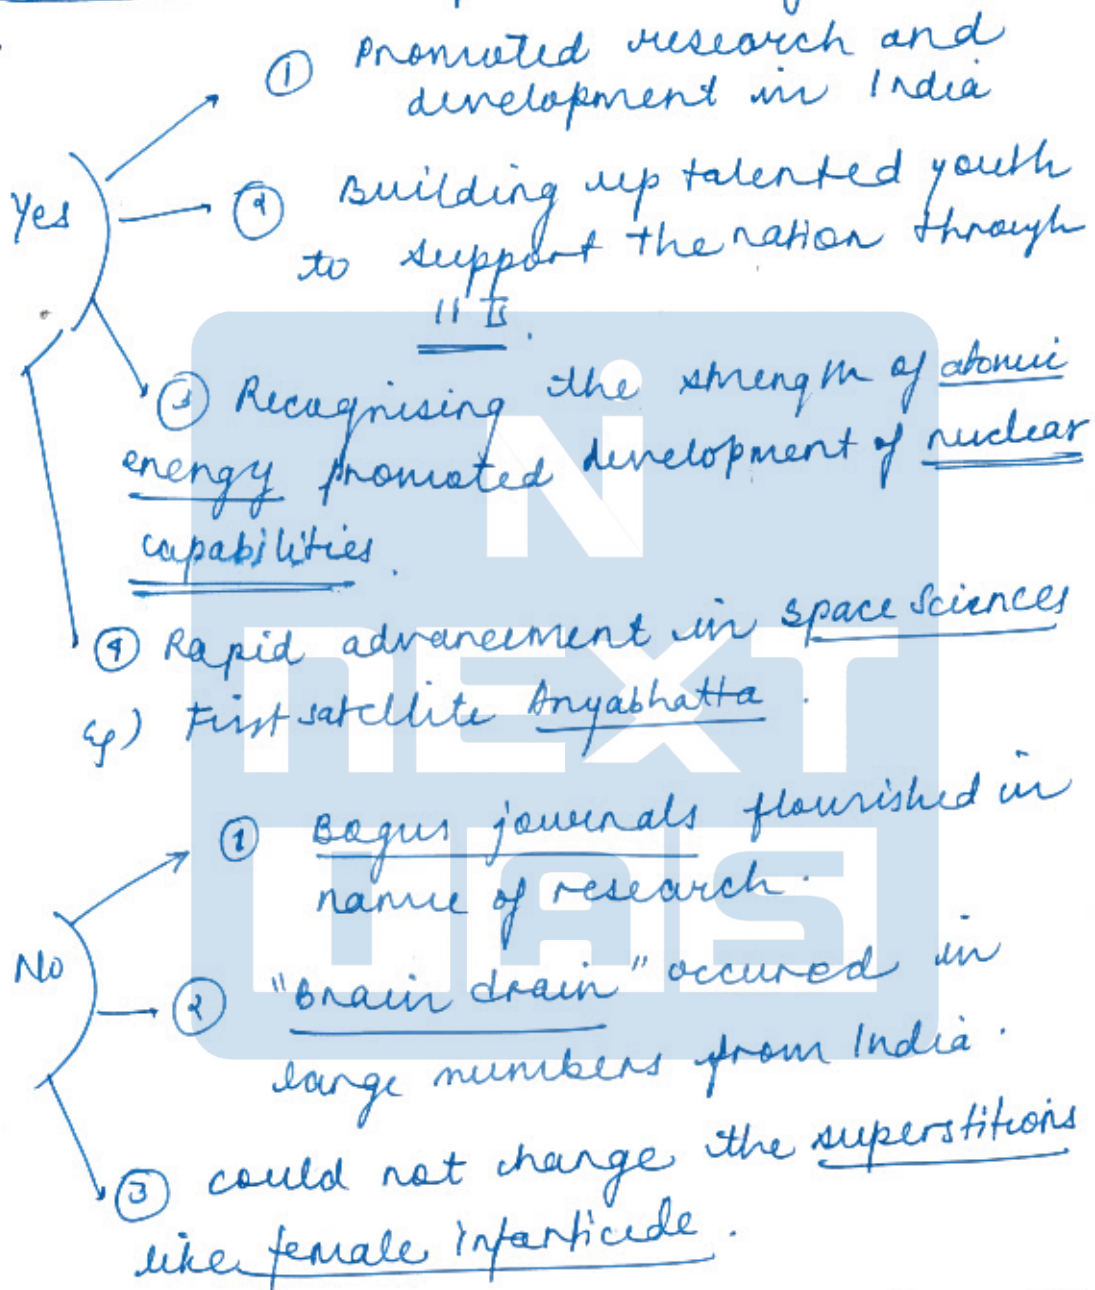 ① Promoted research and
development in India
Yes
② Building up talented youth
to support the nation through
IITs.
③ Recognising the strength of atomic
energy promoted development of nuclear
capabilities.
④ Rapid advancement in space sciences
eg) First satellite Aryabhatta.
① Bogus journals flourished in
name of research.
No
② "Brain drain" occured in
large numbers from India.
③ could not change the superstitions
like female infanticide.
NEXT
IAS